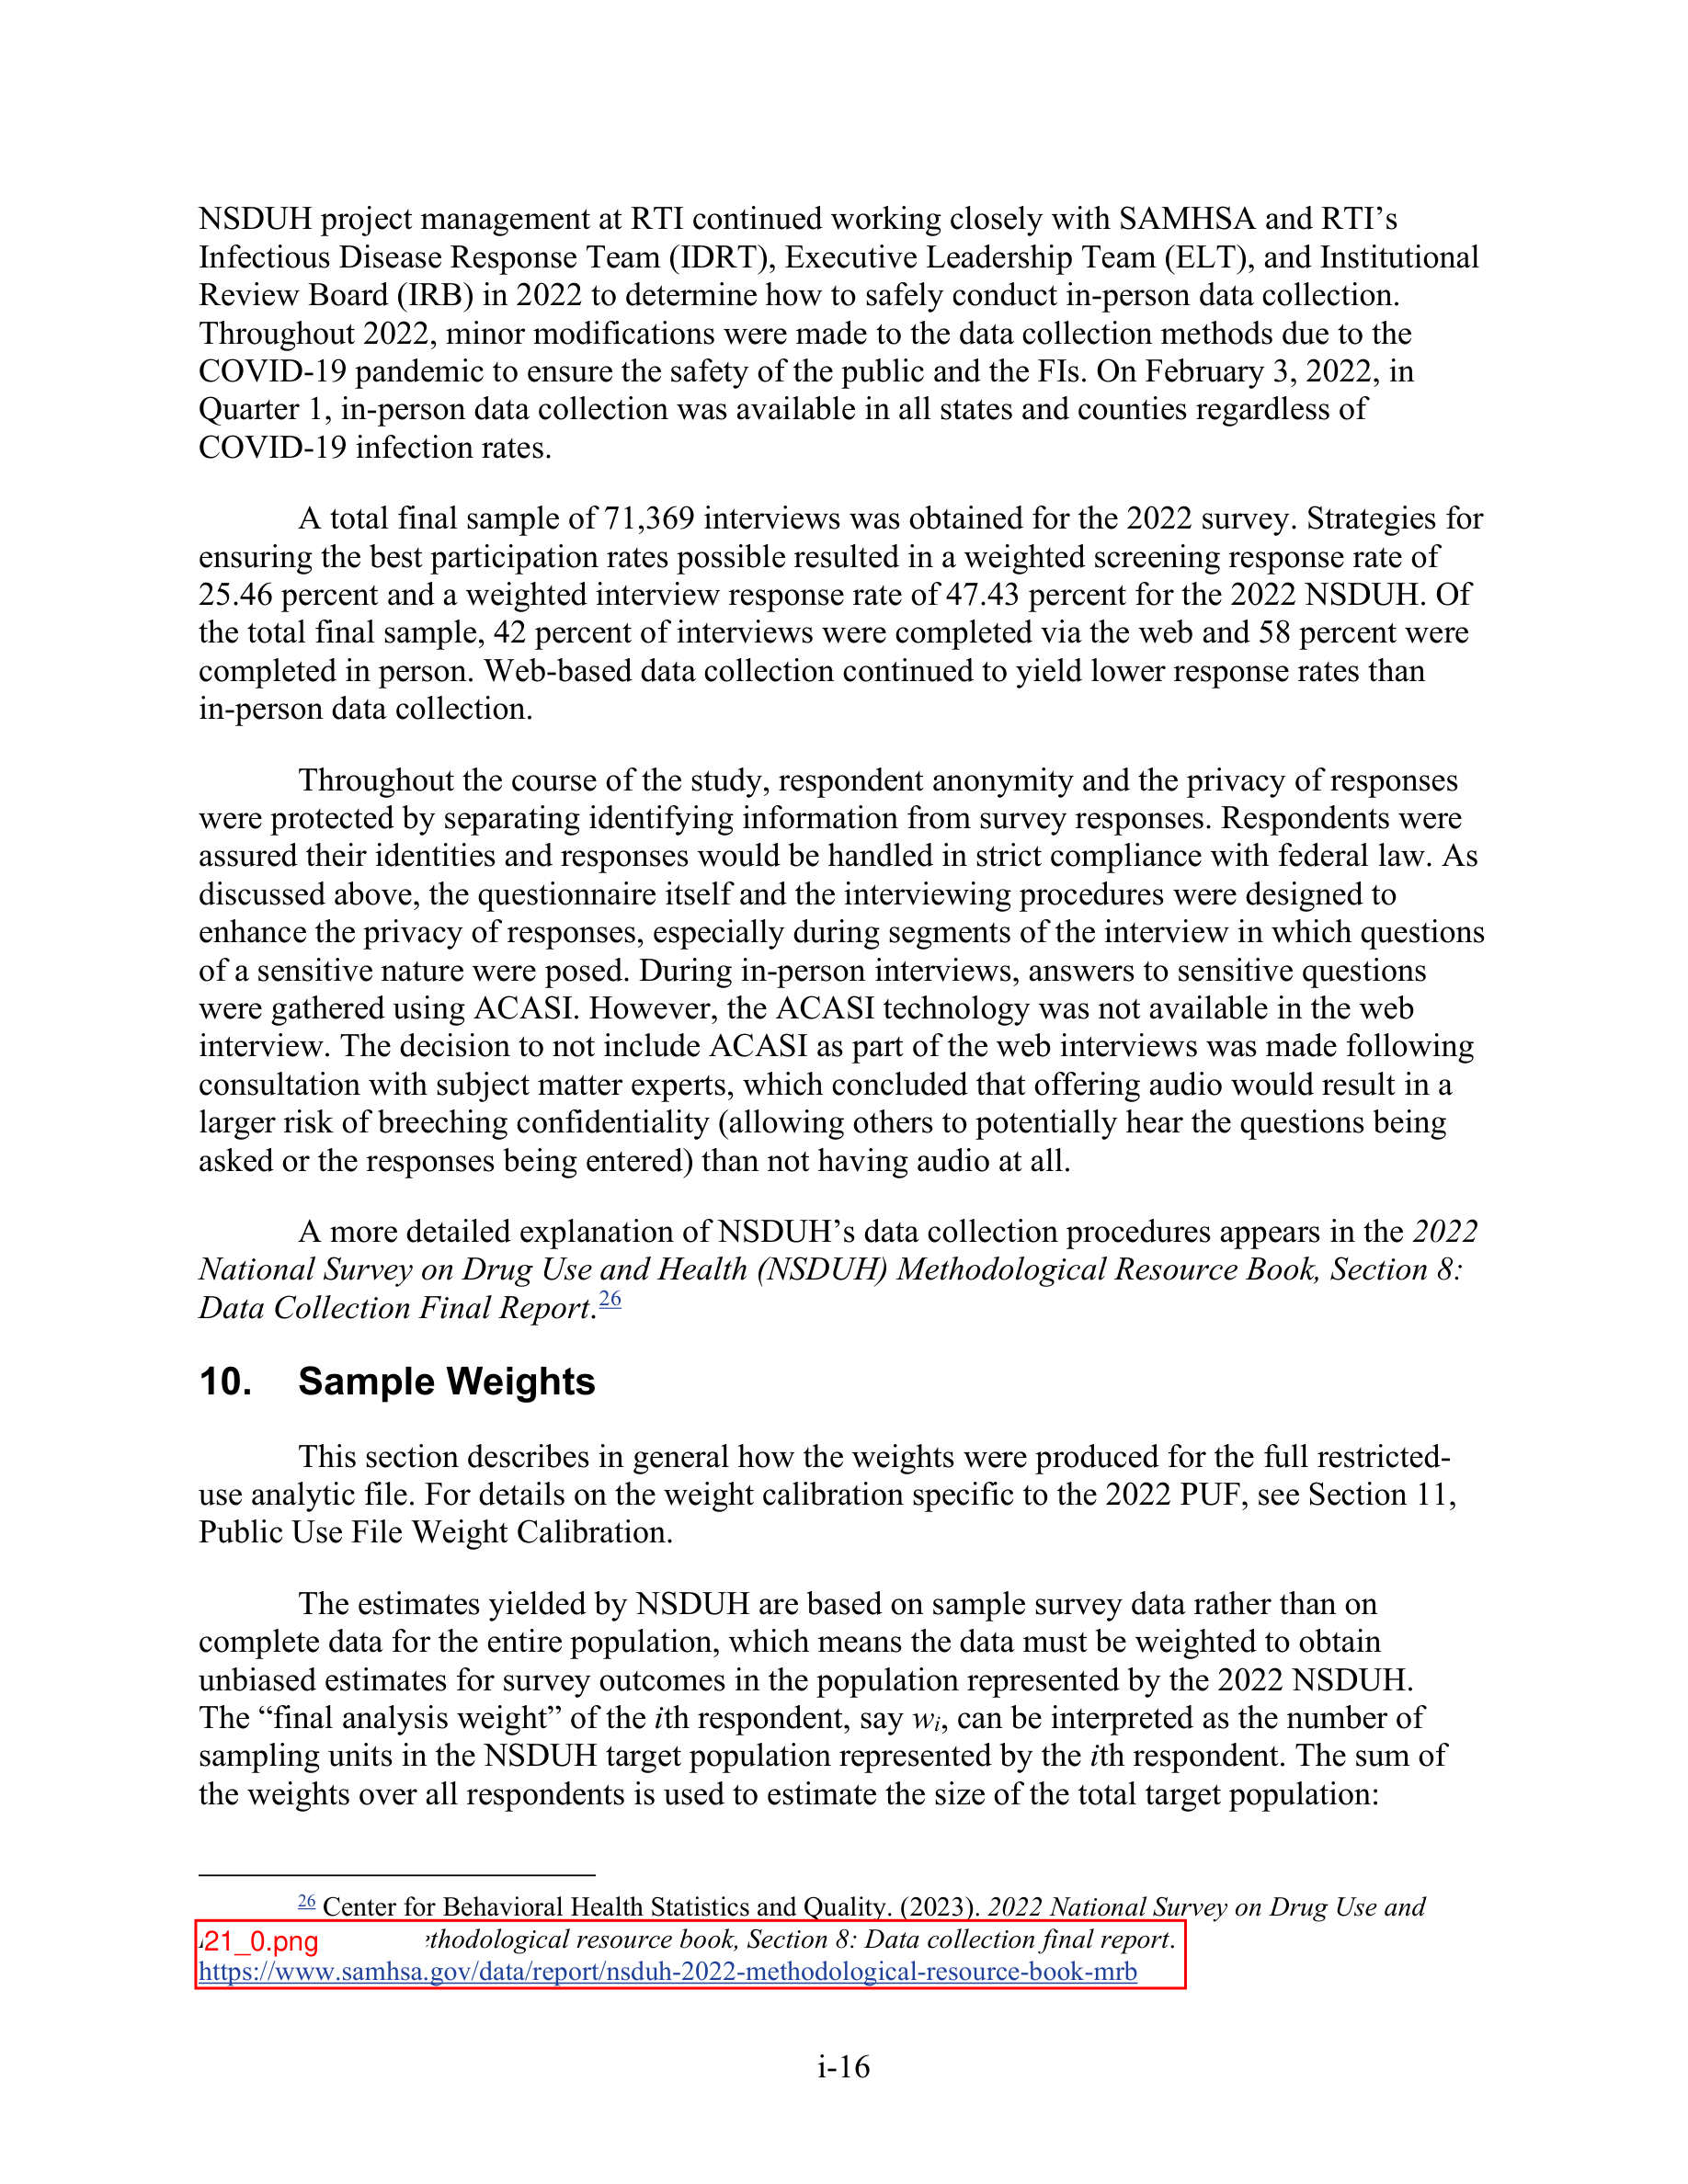 NSDUH project management at RTI continued working closely with SAMHSA and RTI’s
Infectious Disease Response Team (IDRT), Executive Leadership Team (ELT), and Institutional
Review Board (IRB) in 2022 to determine how to safely conduct in-person data collection.
Throughout 2022, minor modifications were made to the data collection methods due to the
COVID-19 pandemic to ensure the safety of the public and the FIs. On February 3, 2022, in
Quarter 1, in-person data collection was available in all states and counties regardless of
COVID-19 infection rates.
A total final sample of 71,369 interviews was obtained for the 2022 survey. Strategies for
ensuring the best participation rates possible resulted in a weighted screening response rate of
25.46 percent and a weighted interview response rate of 47.43 percent for the 2022 NSDUH. Of
the total final sample, 42 percent of interviews were completed via the web and 58 percent were
completed in person. Web-based data collection continued to yield lower response rates than
in-person data collection.
Throughout the course of the study, respondent anonymity and the privacy of responses
were protected by separating identifying information from survey responses. Respondents were
assured their identities and responses would be handled in strict compliance with federal law. As
discussed above, the questionnaire itself and the interviewing procedures were designed to
enhance the privacy of responses, especially during segments of the interview in which questions
of a sensitive nature were posed. During in-person interviews, answers to sensitive questions
were gathered using ACASI. However, the ACASI technology was not available in the web
interview. The decision to not include ACASI as part of the web interviews was made following
consultation with subject matter experts, which concluded that offering audio would result in a
larger risk of breeching confidentiality (allowing others to potentially hear the questions being
asked or the responses being entered) than not having audio at all.
A more detailed explanation of NSDUH’s data collection procedures appears in the 2022
National Survey on Drug Use and Health (NSDUH) Methodological Resource Book, Section 8:
Data Collection Final Report.26
10. Sample Weights
This section describes in general how the weights were produced for the full restricted-
use analytic file. For details on the weight calibration specific to the 2022 PUF, see Section 11,
Public Use File Weight Calibration.
The estimates yielded by NSDUH are based on sample survey data rather than on
complete data for the entire population, which means the data must be weighted to obtain
unbiased estimates for survey outcomes in the population represented by the 2022 NSDUH.
The “final analysis weight” of the ith respondent, say wi, can be interpreted as the number of
sampling units in the NSDUH target population represented by the ith respondent. The sum of
the weights over all respondents is used to estimate the size of the total target population:
26 Center for Behavioral Health Statistics and Quality. (2023). 2022 National Survey on Drug Use and
21_0.png thodological resource book, Section 8: Data collection final report.
https://www.samhsa.gov/data/report/nsduh-2022-methodological-resource-book-mrb
i-16